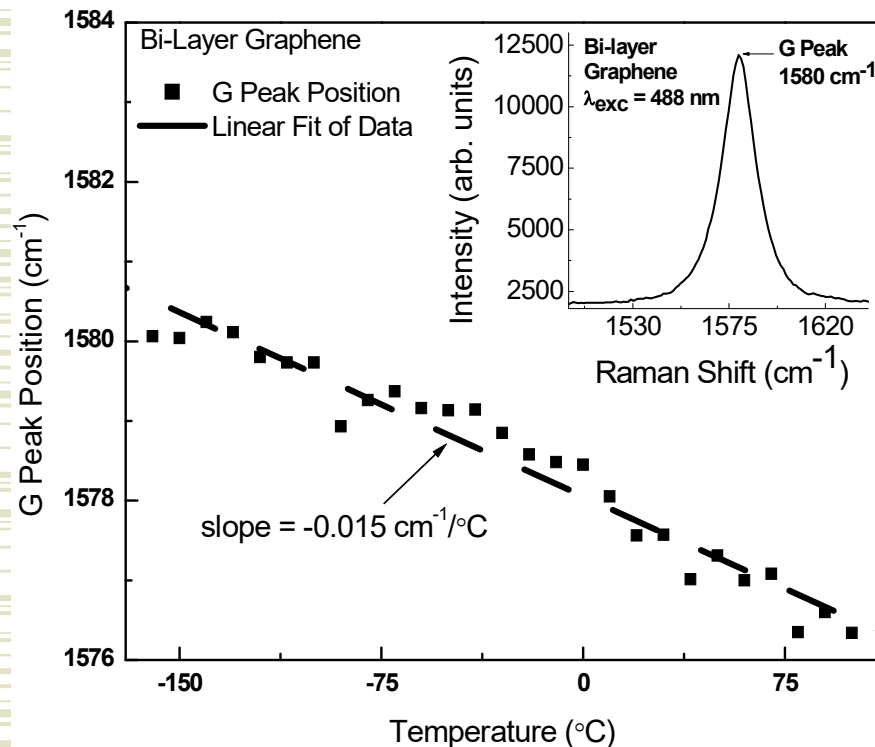 Bi-Layer Graphene
G Peak Position
Linear Fit of Data
slope = -0.015 cm⁻¹/°C
G Peak Position (cm⁻¹)
1584
1582
1580
1578
1576
-150
-75
0
75
Temperature (°C)
Bi-layer
Graphene
λexc = 488 nm
G Peak
1580 cm⁻¹
Intensity (arb. units)
12500
10000
7500
5000
2500
1530
1575
1620
Raman Shift (cm⁻¹)